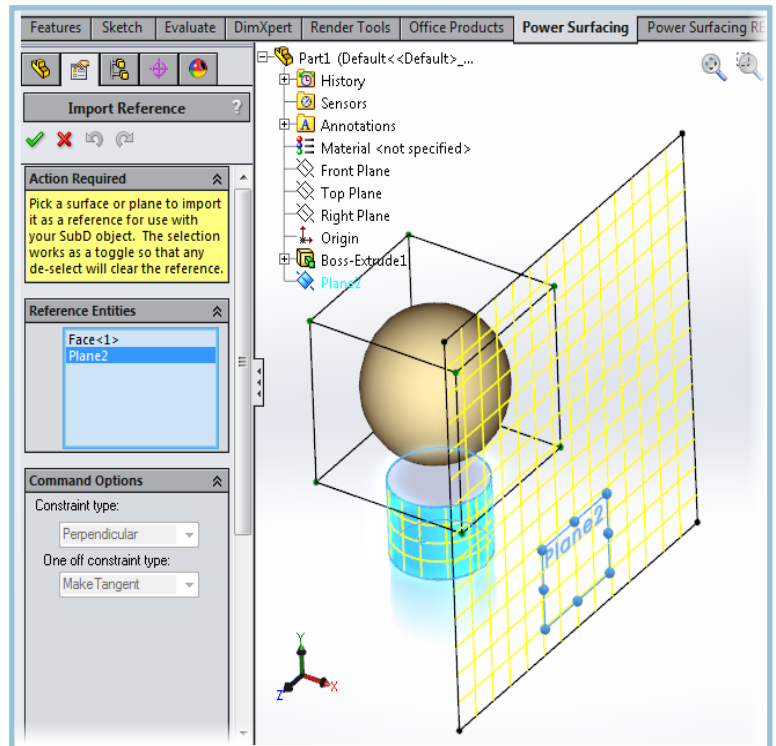 Features Sketch Evaluate DimXpert Render Tools Office Products Power Surfacing Power Surfacing RE
Import Reference ?
Action Required
Pick a surface or plane to import
it as a reference for use with
your SubD object. The selection
works as a toggle so that any
de-select will clear the reference.
Reference Entities
Face<1>
Plane2
Command Options
Constraint type:
Perpendicular
One off constraint type:
MakeTangent
Part1 (Default<<Default>_...
History
Sensors
A Annotations
Material <not specified>
Front Plane
Top Plane
Right Plane
Origin
Boss-Extrude1
Plane2
Plane2
Y
X
Z